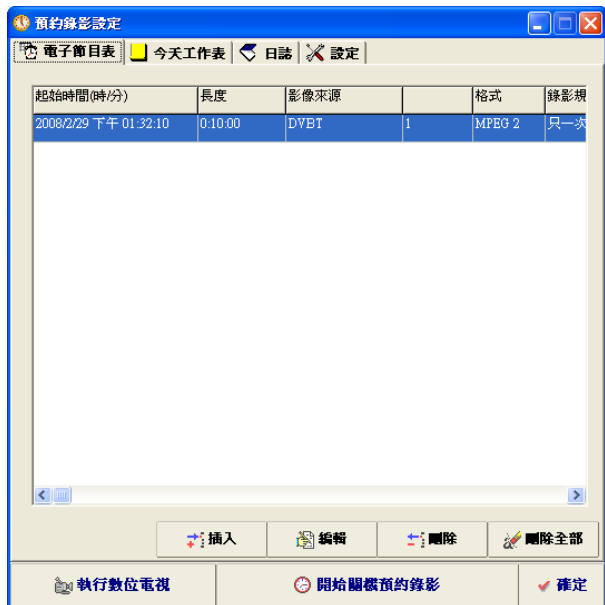 預約錄影設定
電子節目表 今天工作表 日誌 設定
起始時間(時/分) 長度 影像來源 格式 錄影規
2008/2/29 下午 01:32:10 0:10:00 DVBT 1 MPEG 2 只一次
插入 編輯 刪除 刪除全部
執行數位電視 開始關機預約錄影 確定